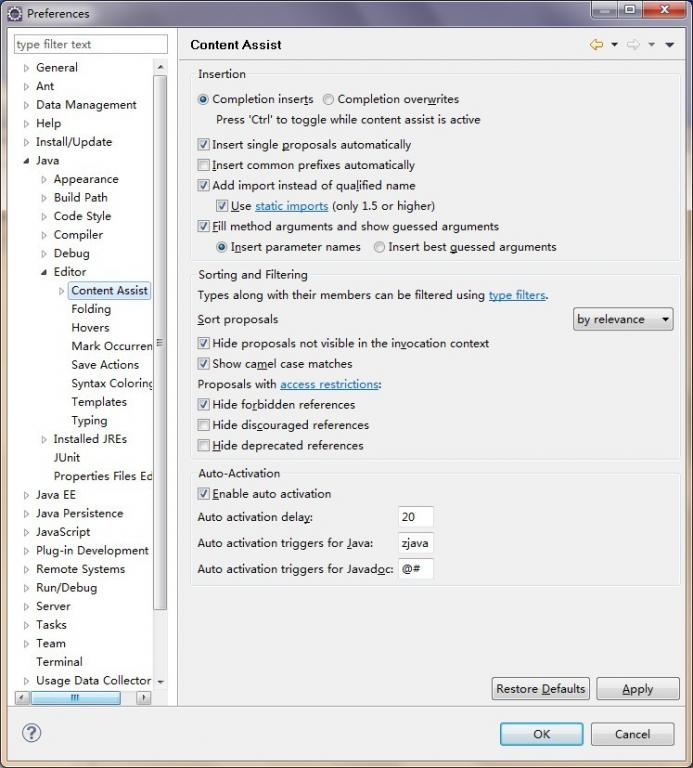 Preferences
type filter text
General
Ant
Data Management
Help
Install/Update
Java
Appearance
Build Path
Code Style
Compiler
Debug
Editor
Content Assist
Folding
Hovers
Mark Occurren
Save Actions
Syntax Coloring
Templates
Typing
Installed JREs
JUnit
Properties Files Ed
Java EE
Java Persistence
JavaScript
Plug-in Development
Remote Systems
Run/Debug
Server
Tasks
Team
Terminal
Usage Data Collector
Content Assist
Insertion
Completion inserts Completion overwrites
Press 'Ctrl' to toggle while content assist is active
Insert single proposals automatically
Insert common prefixes automatically
Add import instead of qualified name
Use static imports (only 1.5 or higher)
Fill method arguments and show guessed arguments
Insert parameter names Insert best guessed arguments
Sorting and Filtering
Types along with their members can be filtered using type filters.
Sort proposals by relevance
Hide proposals not visible in the invocation context
Show camel case matches
Proposals with access restrictions:
Hide forbidden references
Hide discouraged references
Hide deprecated references
Auto-Activation
Enable auto activation
Auto activation delay: 20
Auto activation triggers for Java: zjava
Auto activation triggers for Javadoc: @#
Restore Defaults Apply
OK Cancel